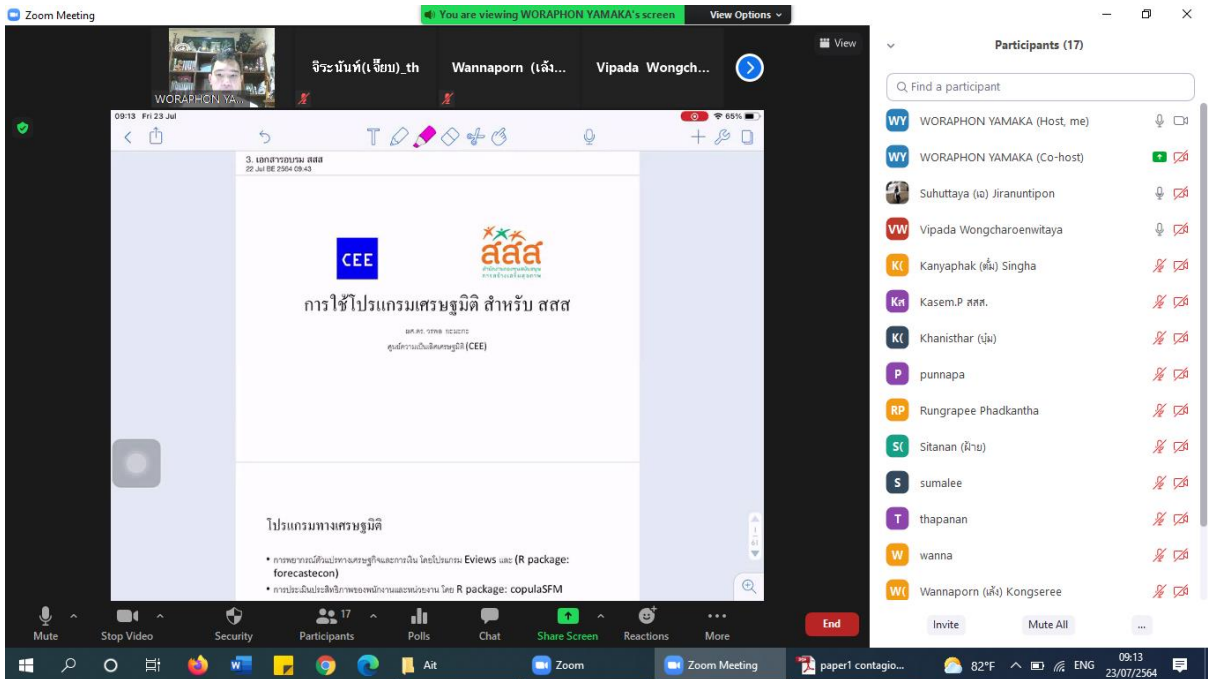 Zoom Meeting
You are viewing WORAPHON YAMAKA's screen
View Options
View
WORAPHON YA...
จิระนันท์(เจี๊ยบ)_th
Wannaporn (เล้ง...
Vipada Wongch...
09:13 Fri 23 Jul
65%
3. เอกสารอบรม สสส
22 Jul BE 2564 09.43
CEE
สสส
การใช้โปรแกรมเศรษฐมิติ สำหรับ สสส
ศูนย์ความเป็นเลิศเศรษฐมิติ (CEE)
โปรแกรมทางเศรษฐมิติ
• การพยากรณ์ตัวแปรทางเศรษฐกิจและการเงิน โดยโปรแกรม Eviews และ (R package:
forecastecon)
• การประเมินประสิทธิภาพของพนักงานและหน่วยงาน โดย R package: copulaSFM
Participants (17)
Find a participant
WY WORAPHON YAMAKA (Host, me)
WY WORAPHON YAMAKA (Co-host)
Suhuttaya (เอ) Jiranuntipon
VW Vipada Wongcharoenwitaya
K( Kanyaphak (ตั๋ม) Singha
Kส Kasem.P สสส.
K( Khanisthar (บุ๋ม)
P punnapa
RP Rungrapee Phadkantha
S( Sitanan (ฝ้าย)
S sumalee
T thapanan
W wanna
W( Wannaporn (เล้ง) Kongseree
Invite
Mute All
...
Mute
Stop Video
Security
Participants
17
Polls
Chat
Share Screen
Reactions
More
End
Ait
Zoom
Zoom Meeting
paper1 contagio...
82°F
ENG
09:13
23/07/2564